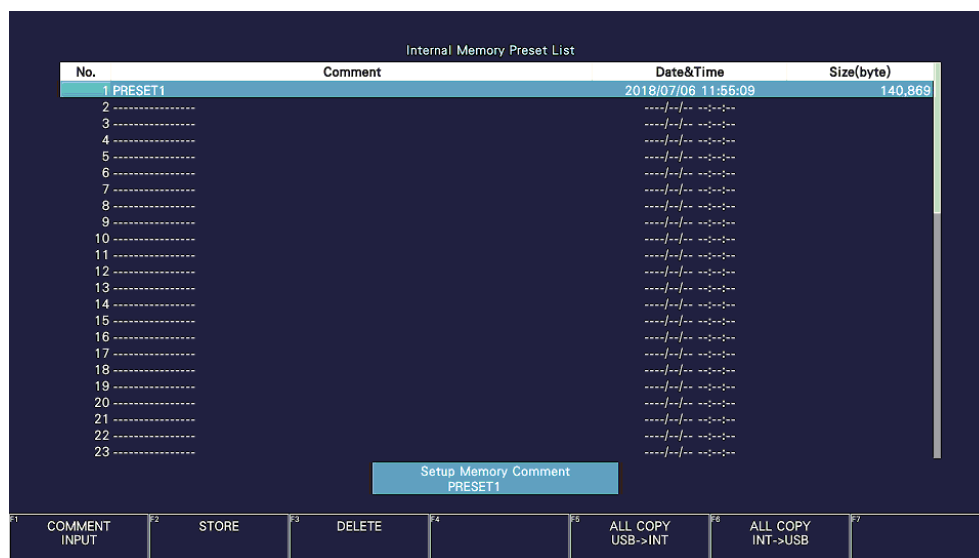 Internal Memory Preset List
No. Comment Date&Time Size(byte)
1 PRESET1 2018/07/06 11:55:09 140,869
2 ---------------- ----/--/-- --:--:--
3 ---------------- ----/--/-- --:--:--
4 ---------------- ----/--/-- --:--:--
5 ---------------- ----/--/-- --:--:--
6 ---------------- ----/--/-- --:--:--
7 ---------------- ----/--/-- --:--:--
8 ---------------- ----/--/-- --:--:--
9 ---------------- ----/--/-- --:--:--
10 ---------------- ----/--/-- --:--:--
11 ---------------- ----/--/-- --:--:--
12 ---------------- ----/--/-- --:--:--
13 ---------------- ----/--/-- --:--:--
14 ---------------- ----/--/-- --:--:--
15 ---------------- ----/--/-- --:--:--
16 ---------------- ----/--/-- --:--:--
17 ---------------- ----/--/-- --:--:--
18 ---------------- ----/--/-- --:--:--
19 ---------------- ----/--/-- --:--:--
20 ---------------- ----/--/-- --:--:--
21 ---------------- ----/--/-- --:--:--
22 ---------------- ----/--/-- --:--:--
23 ---------------- ----/--/-- --:--:--
Setup Memory Comment
PRESET1
F1 COMMENT INPUT
F2 STORE
F3 DELETE
F4
F5 ALL COPY USB->INT
F6 ALL COPY INT->USB
F7